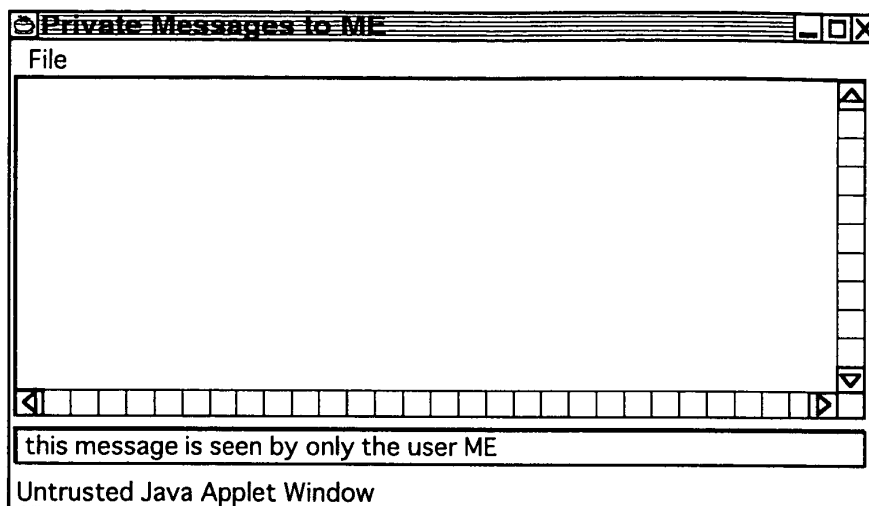 Private Messages to ME
File
this message is seen by only the user ME
Untrusted Java Applet Window